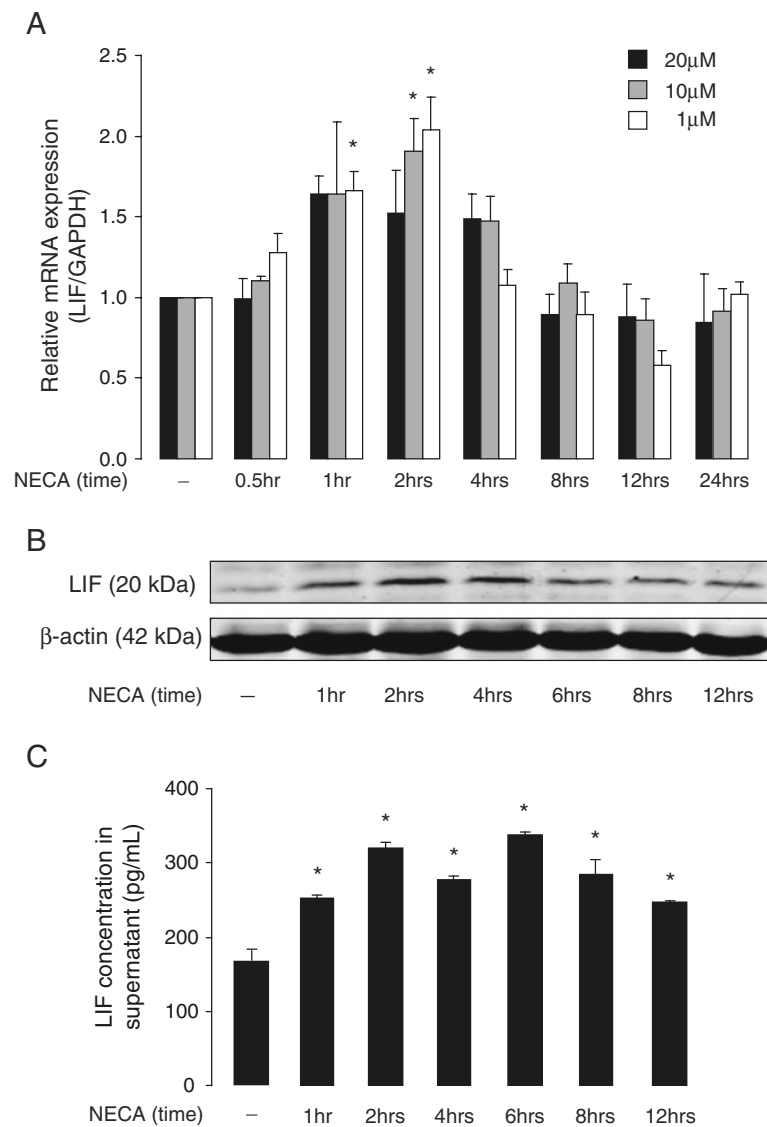 A
2.5
2.0
1.5
1.0
0.5
0.0
Relative mRNA expression
(LIF/GAPDH)
20μM
10μM
1μM
* * *
*
NECA (time) – 0.5hr 1hr 2hrs 4hrs 8hrs 12hrs 24hrs
B
LIF (20 kDa)
β-actin (42 kDa)
NECA (time) – 1hr 2hrs 4hrs 6hrs 8hrs 12hrs
C
400
300
200
100
0
LIF concentration in
supernatant (pg/mL)
* * * * * *
NECA (time) – 1hr 2hrs 4hrs 6hrs 8hrs 12hrs